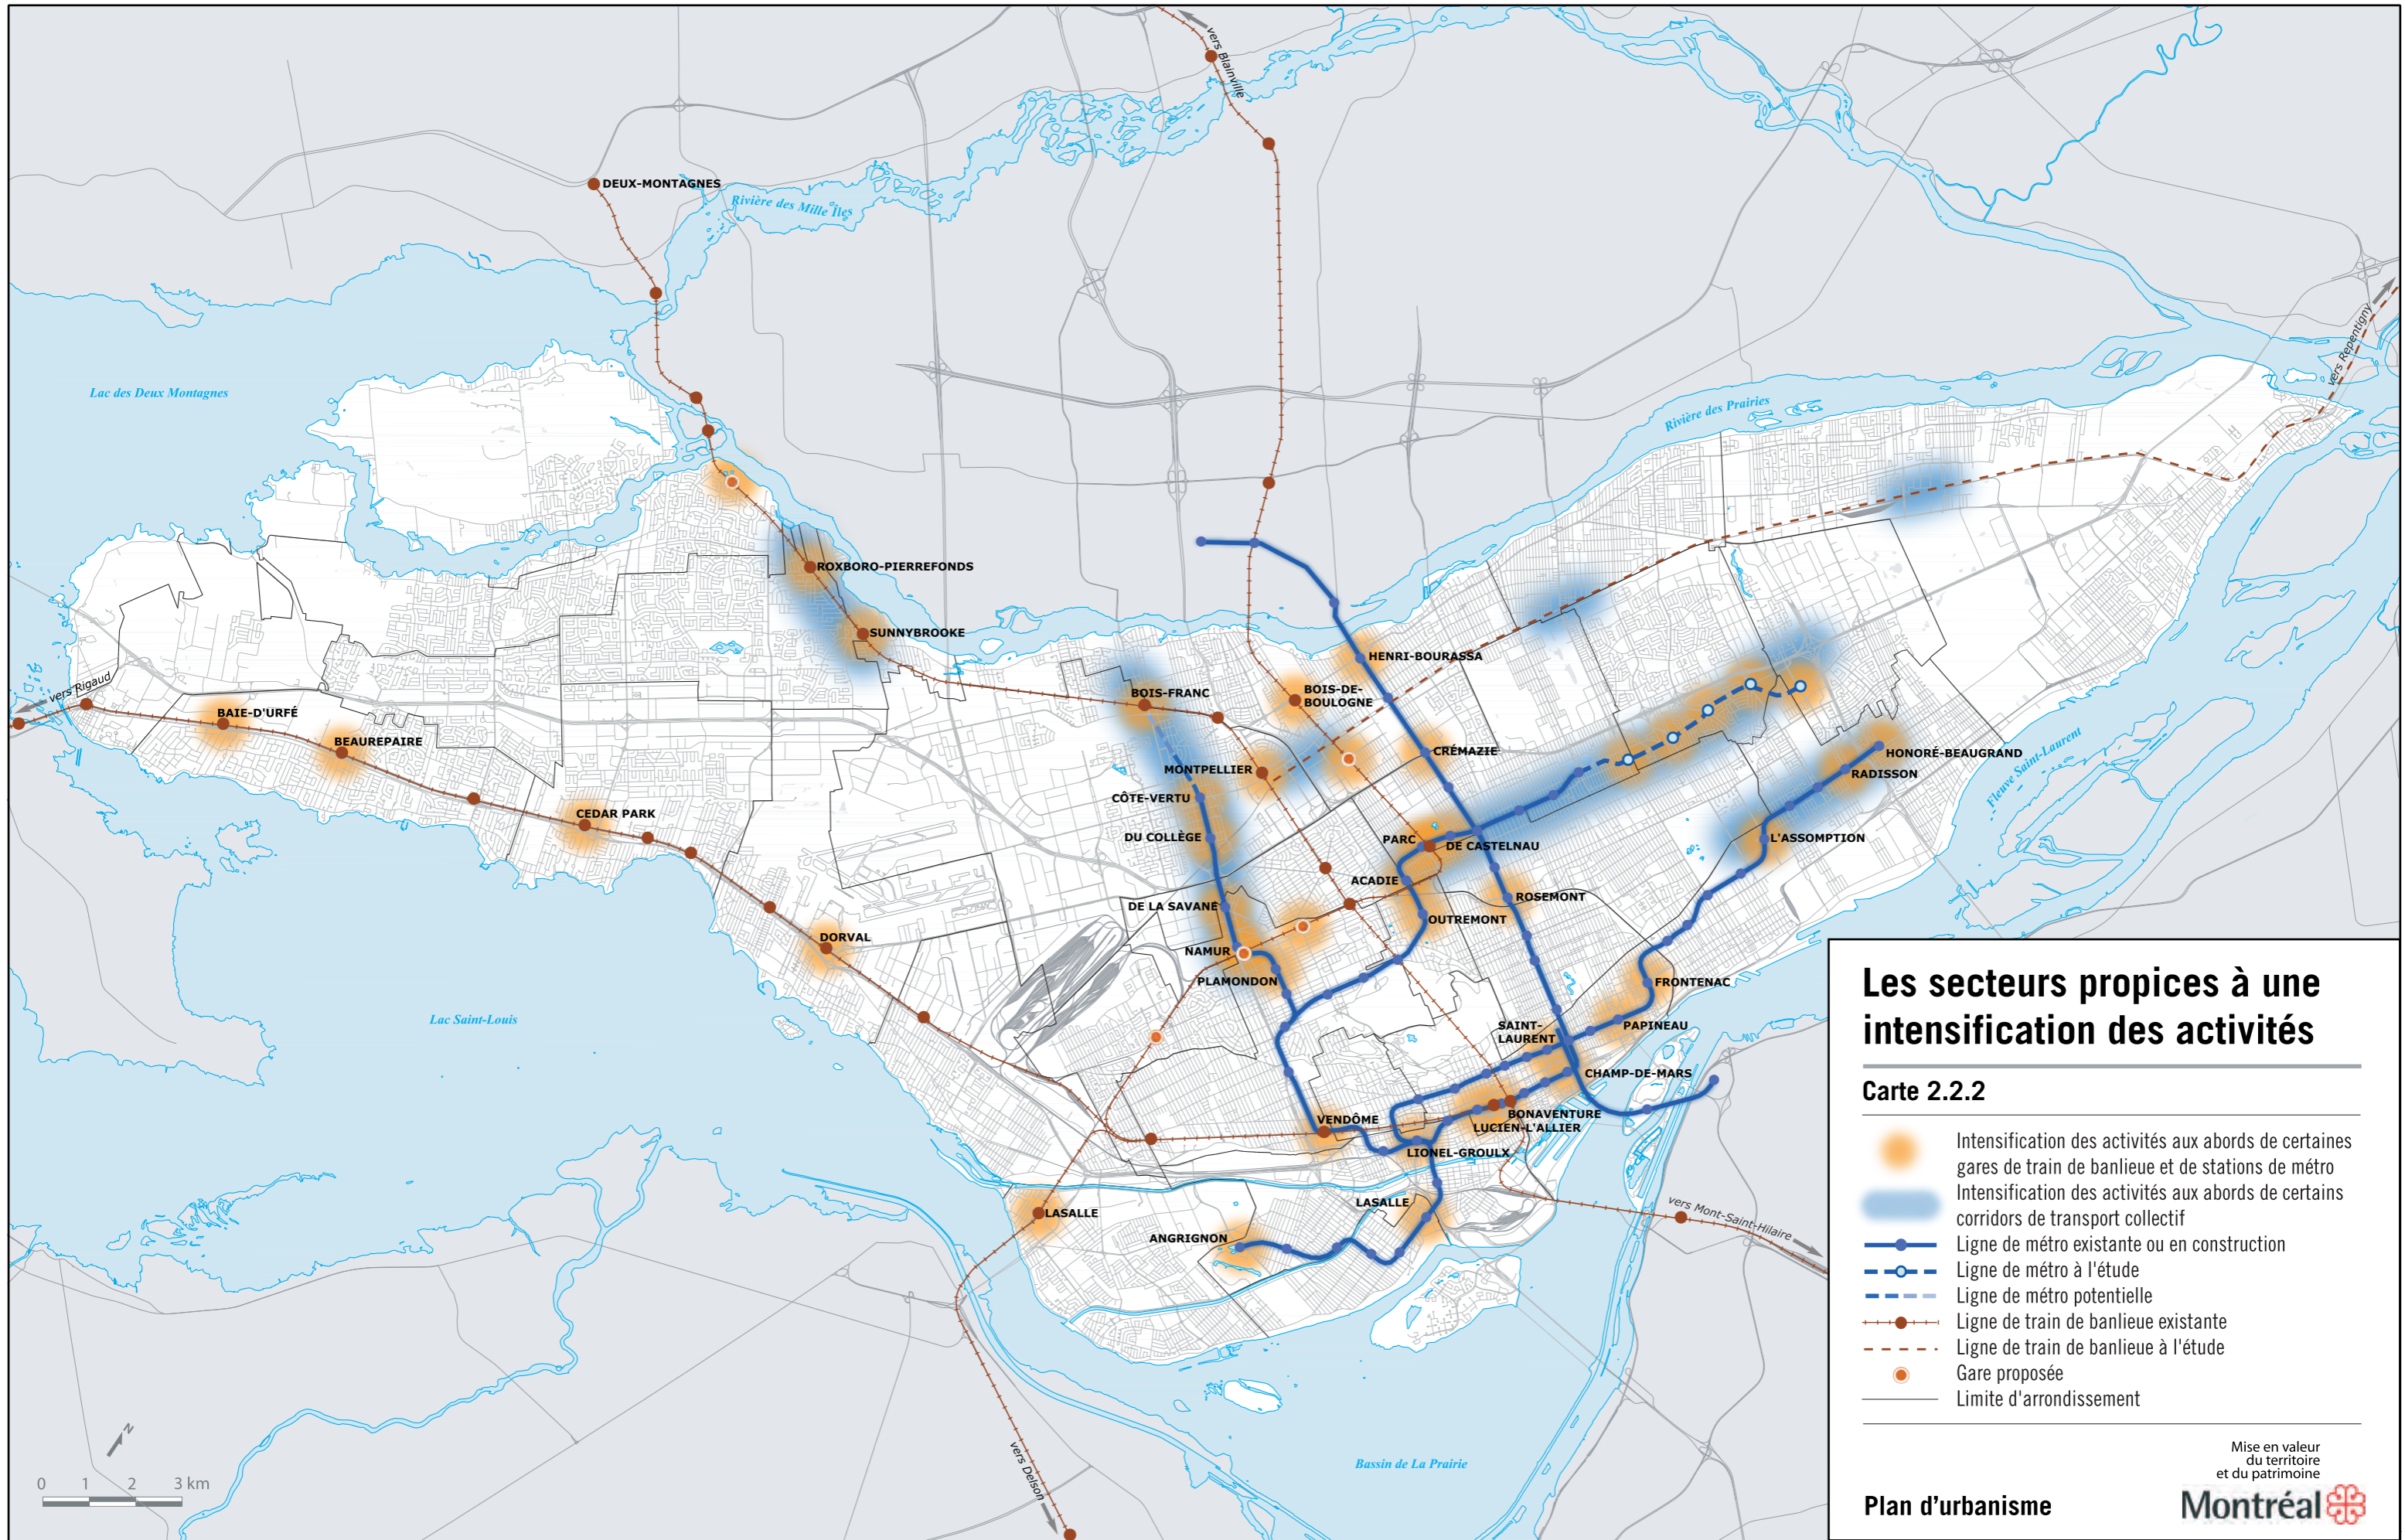 vers Blainville
DEUX-MONTAGNES
Rivière des Mille Îles
vers Repentigny
Lac des Deux Montagnes
Rivière des Prairies
ROXBORO-PIERREFONDS
SUNNYBROOKE
HENRI-BOURASSA
vers Rigaud
BOIS-FRANC
BOIS-DE-
BOULOGNE
BAIE-D'URFÉ
BEAUREPAIRE
CRÉMAZIE
HONORÉ-BEAUGRAND
MONTPELLIER
RADISSON
Fleuve Saint-Laurent
CÔTE-VERTU
CEDAR PARK
DU COLLÈGE
PARC
DE CASTELNAU
L'ASSOMPTION
ACADIE
ROSEMONT
DE LA SAVANE
OUTREMONT
DORVAL
NAMUR
PLAMONDON
FRONTENAC
Lac Saint-Louis
SAINT-
LAURENT
PAPINEAU
CHAMP-DE-MARS
VENDÔME
BONAVENTURE
LUCIEN-L'ALLIER
LIONEL-GROULX
LASALLE
LASALLE
vers Mont-Saint-Hilaire
ANGRIGNON
vers Delson
Bassin de La Prairie
N
0 1 2 3 km
Les secteurs propices à une
intensification des activités
Carte 2.2.2
Intensification des activités aux abords de certaines
gares de train de banlieue et de stations de métro
Intensification des activités aux abords de certains
corridors de transport collectif
Ligne de métro existante ou en construction
Ligne de métro à l'étude
Ligne de métro potentielle
Ligne de train de banlieue existante
Ligne de train de banlieue à l'étude
Gare proposée
Limite d'arrondissement
Mise en valeur
du territoire
et du patrimoine
Plan d'urbanisme
Montréal